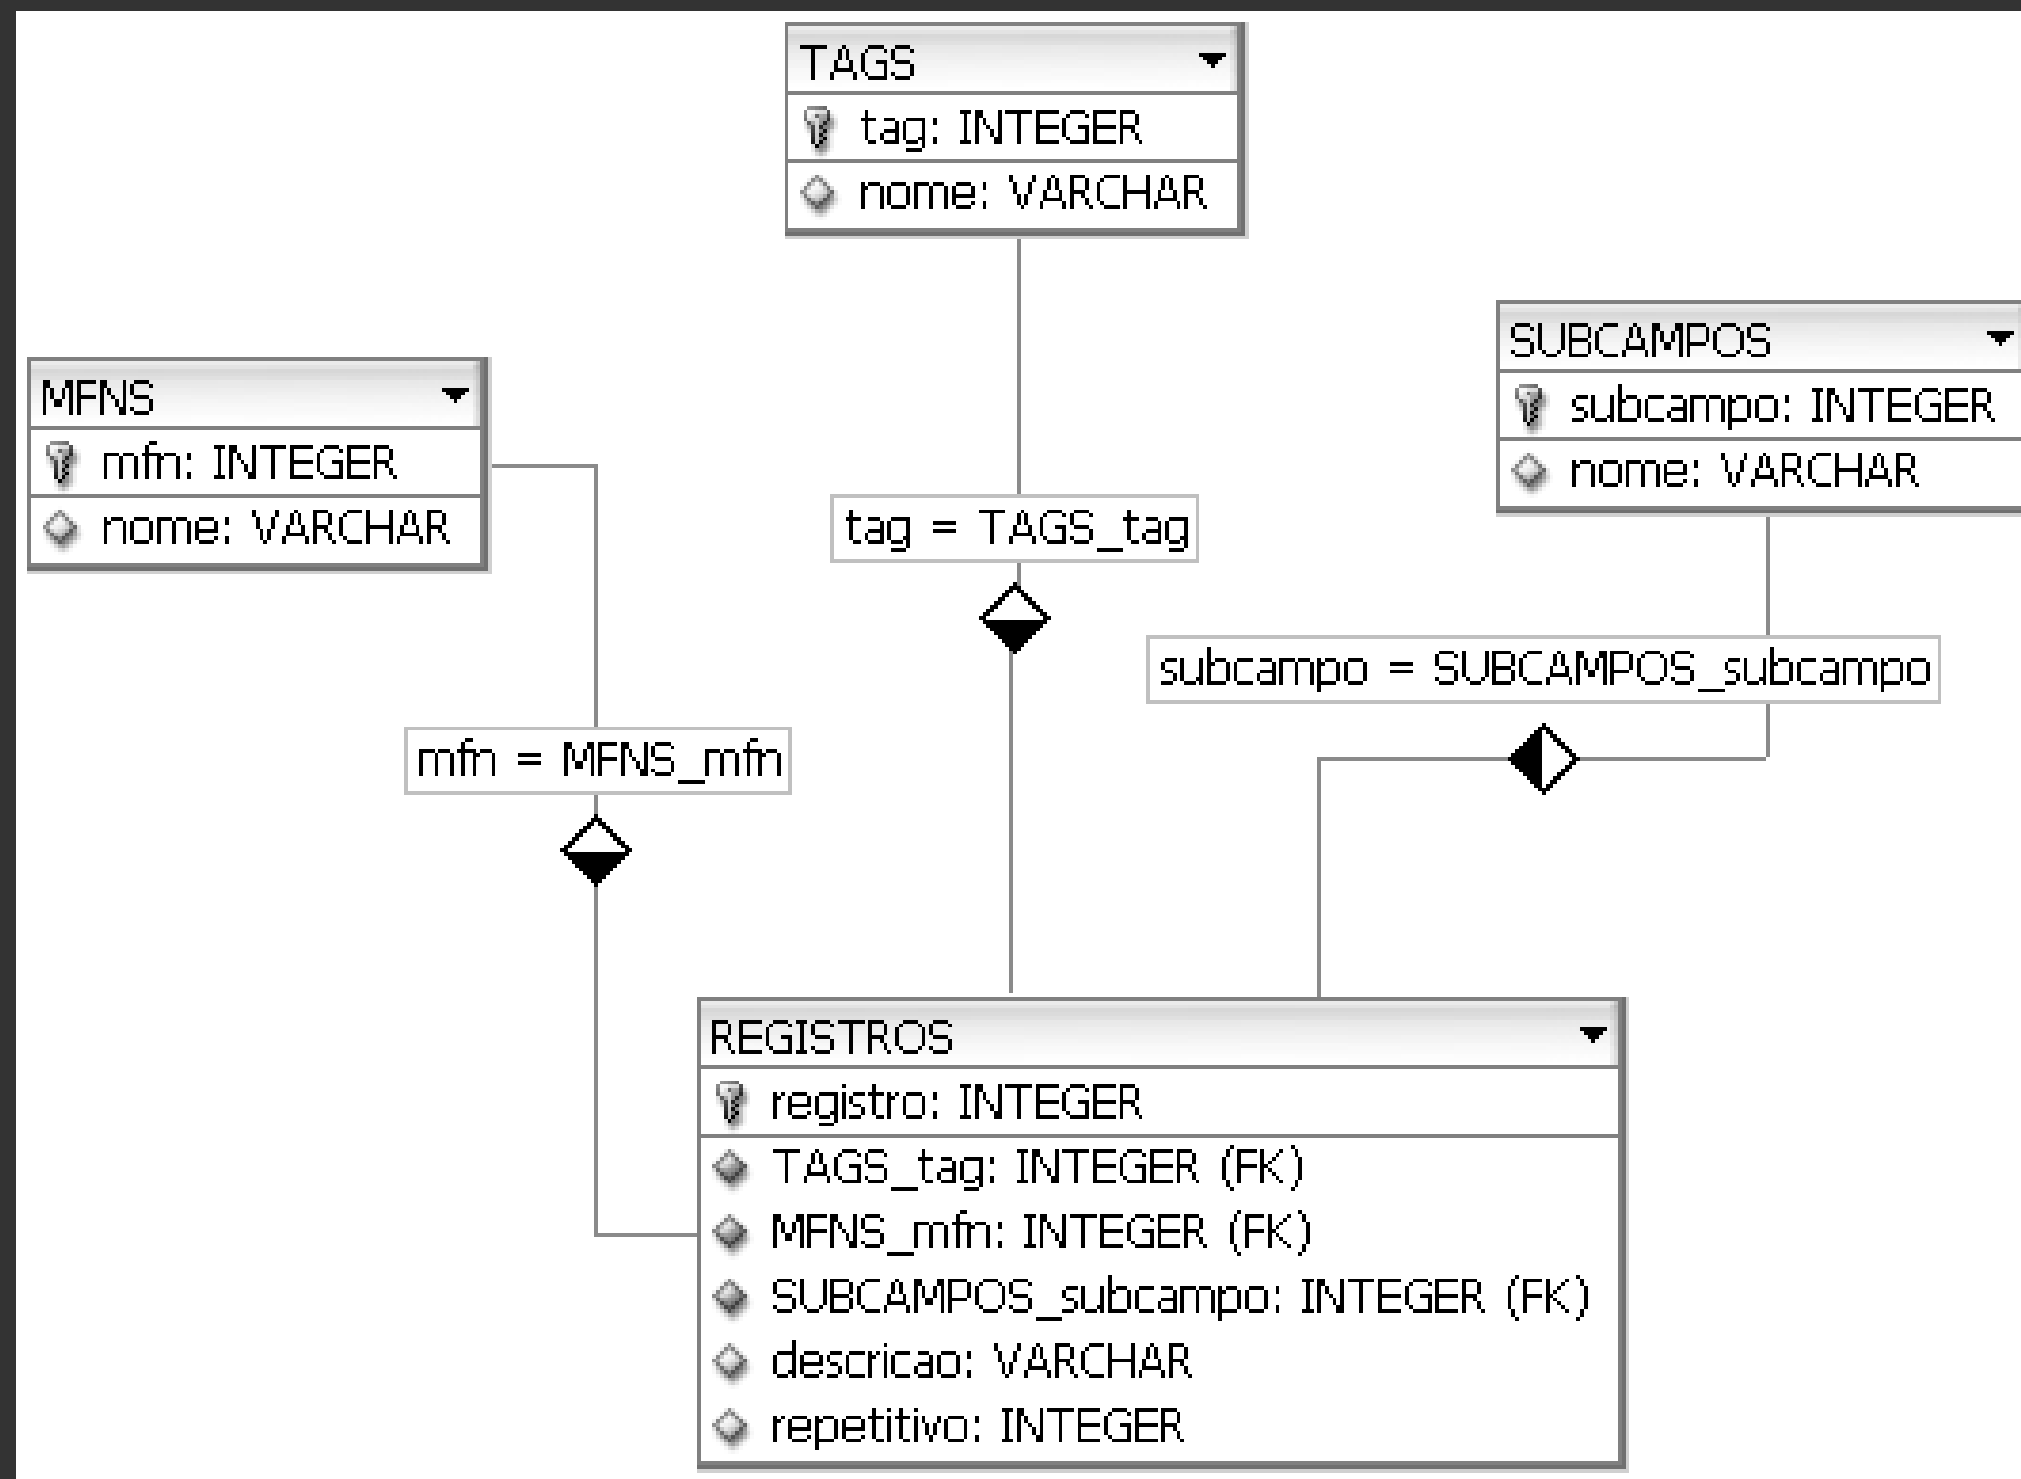 TAGS
tag: INTEGER
nome: VARCHAR
SUBCAMPOS
subcampo: INTEGER
nome: VARCHAR
MFNS
mfn: INTEGER
nome: VARCHAR
tag = TAGS_tag
subcampo = SUBCAMPOS_subcampo
mfn = MFNS_mfn
REGISTROS
registro: INTEGER
TAGS_tag: INTEGER (FK)
MFNS_mfn: INTEGER (FK)
SUBCAMPOS_subcampo: INTEGER (FK)
descricao: VARCHAR
repetitivo: INTEGER